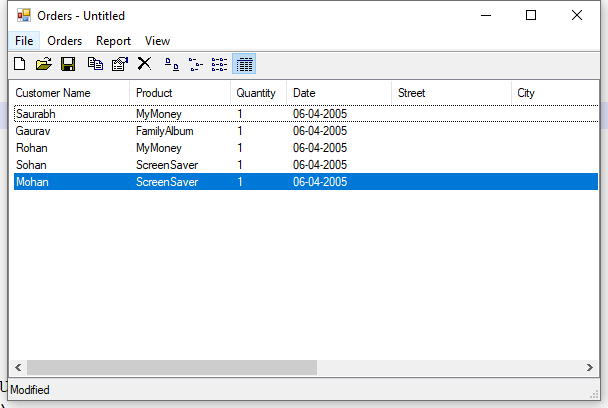 Orders - Untitled
File Orders Report View
Customer Name Product Quantity Date Street City
Saurabh MyMoney 1 06-04-2005
Gaurav FamilyAlbum 1 06-04-2005
Rohan MyMoney 1 06-04-2005
Sohan ScreenSaver 1 06-04-2005
Mohan ScreenSaver 1 06-04-2005
Modified